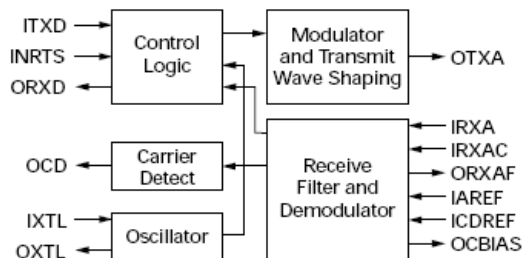 ITXD
INRTS
ORXD
Control
Logic
Modulator
and Transmit
Wave Shaping
OTXA
OCD
Carrier
Detect
Receive
Filter and
Demodulator
IRXA
IRXAC
ORXAF
IAREF
ICDREF
OCBIAS
IXTL
OXTL
Oscillator